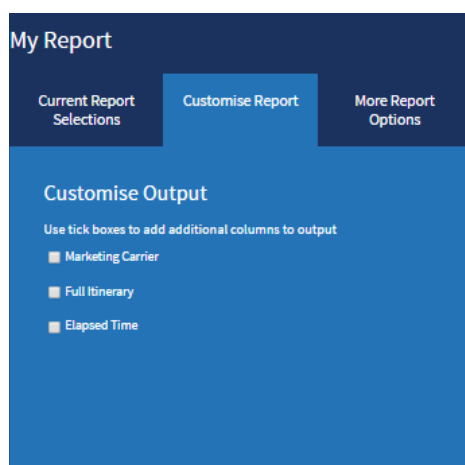 My Report
Current Report
Selections
Customise Report
More Report
Options
Customise Output
Use tick boxes to add additional columns to output
Marketing Carrier
Full Itinerary
Elapsed Time